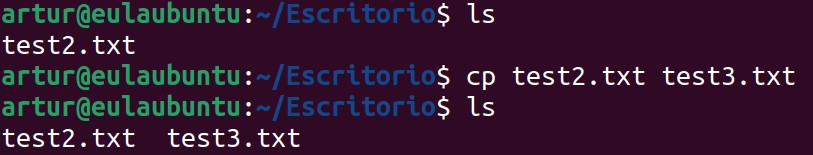 artur@eulaubuntu:~/Escritorio$ ls
test2.txt
artur@eulaubuntu:~/Escritorio$ cp test2.txt test3.txt
artur@eulaubuntu:~/Escritorio$ ls
test2.txt  test3.txt